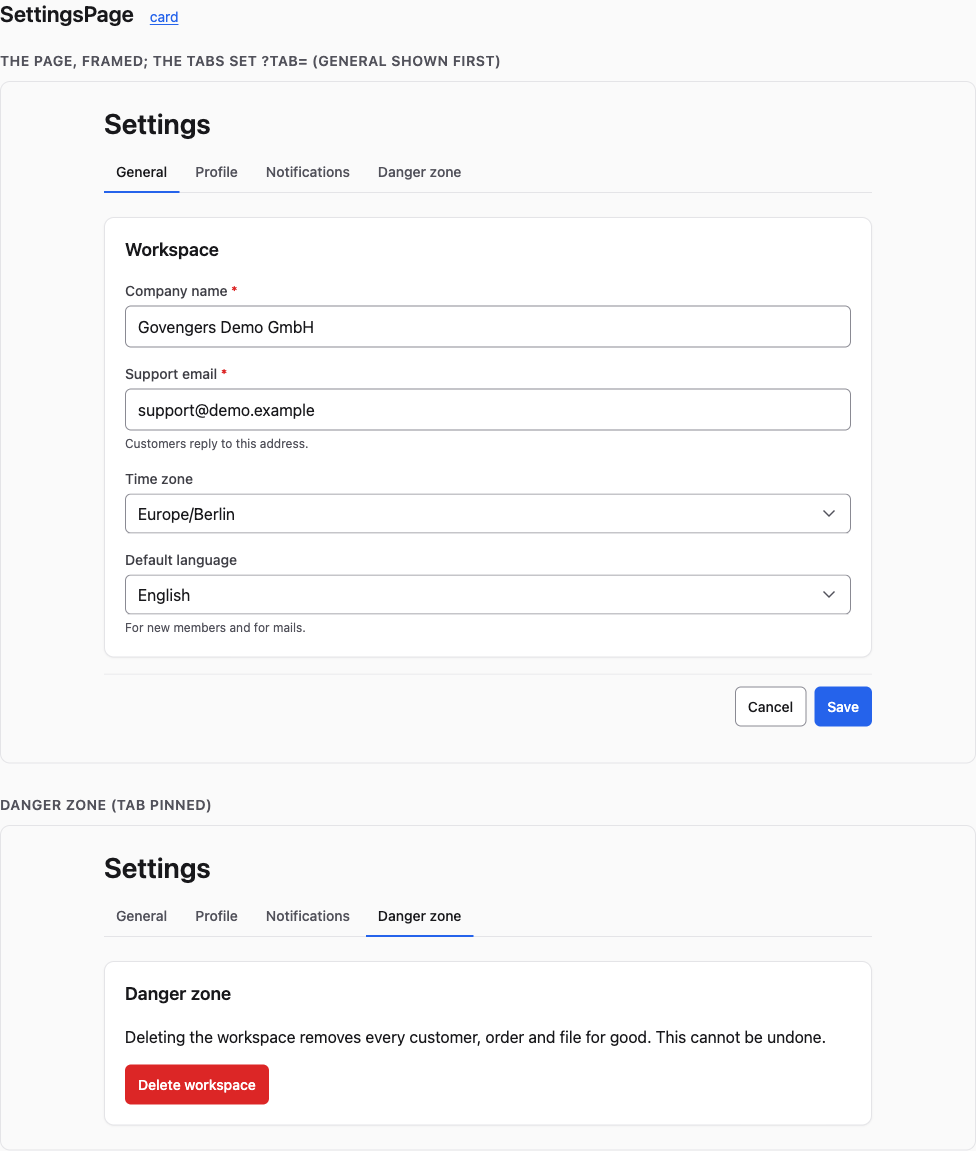 SettingsPage card
THE PAGE, FRAMED; THE TABS SET ?TAB= (GENERAL SHOWN FIRST)
Settings
General Profile Notifications Danger zone
Workspace
Company name *
Govengers Demo GmbH
Support email *
support@demo.example
Customers reply to this address.
Time zone
Europe/Berlin
Default language
English
For new members and for mails.
Cancel Save
DANGER ZONE (TAB PINNED)
Settings
General Profile Notifications Danger zone
Danger zone
Deleting the workspace removes every customer, order and file for good. This cannot be undone.
Delete workspace